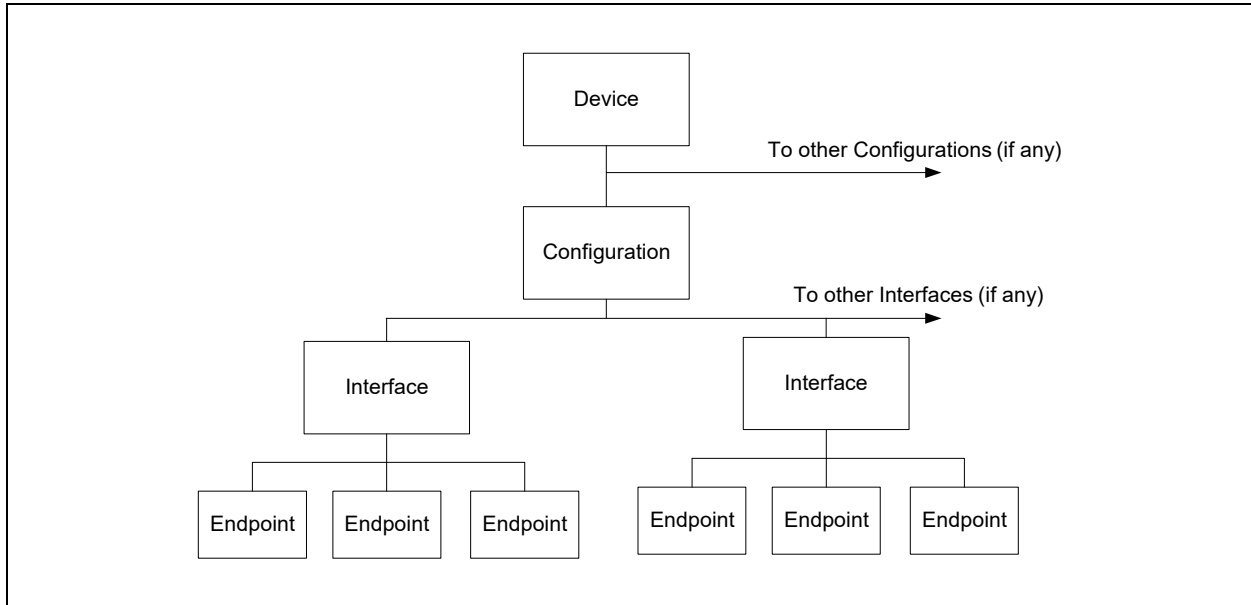 Device
To other Configurations (if any)
Configuration
To other Interfaces (if any)
Interface
Interface
Endpoint
Endpoint
Endpoint
Endpoint
Endpoint
Endpoint